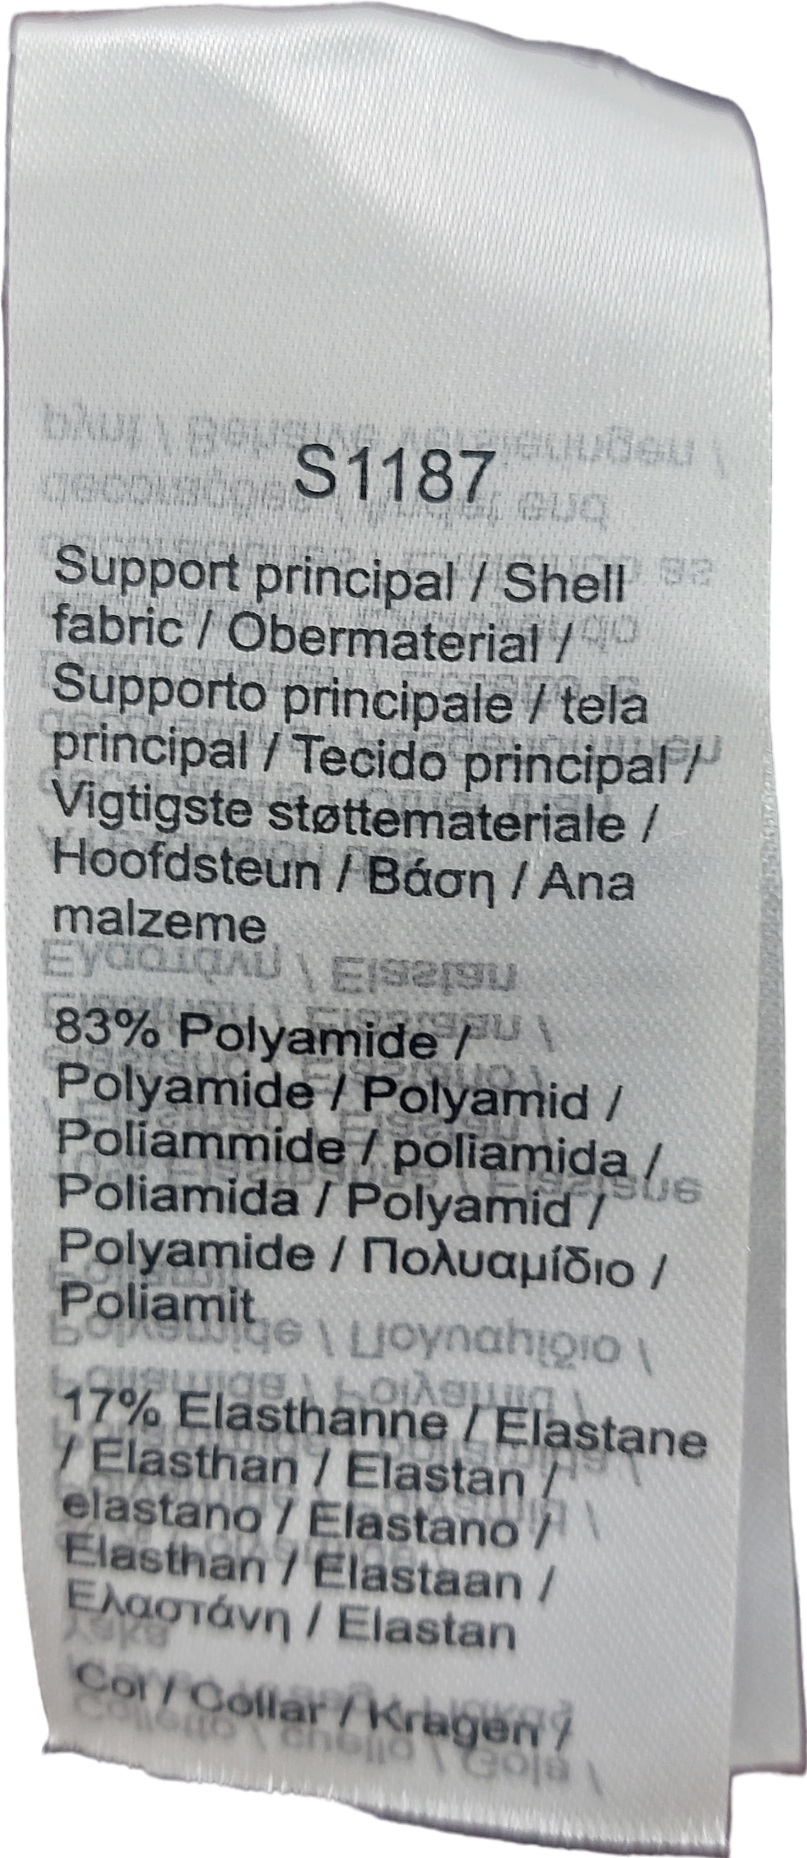 S1187
Support principal / Shell
fabric / Obermaterial /
Supporto principale / tela
principal / Tecido principal /
Vigtigste støttemateriale /
Hoofdsteun / Βάση / Ana
malzeme
83% Polyamide /
Polyamide / Polyamid /
Poliammide / poliamida /
Poliamida / Polyamid /
Polyamide / Πολυαμίδιο /
Poliamit
17% Elasthanne / Elastane
/ Elasthan / Elastan /
elastano / Elastano /
Elasthan / Elastaan /
Ελαστάνη / Elastan
Col / Collar / Kragen /